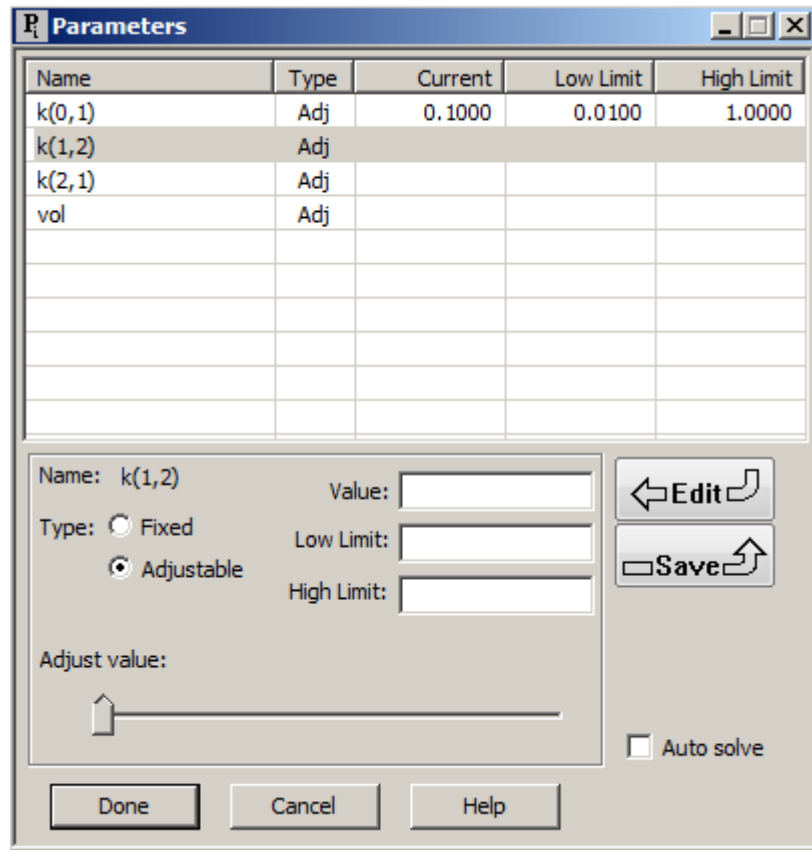 Parameters
Name Type Current Low Limit High Limit
k(0,1) Adj 0.1000 0.0100 1.0000
k(1,2) Adj
k(2,1) Adj
vol Adj
Name: k(1,2)
Value:
Type: Fixed
Adjustable
Low Limit:
High Limit:
Adjust value:
Edit
Save
Auto solve
Done Cancel Help